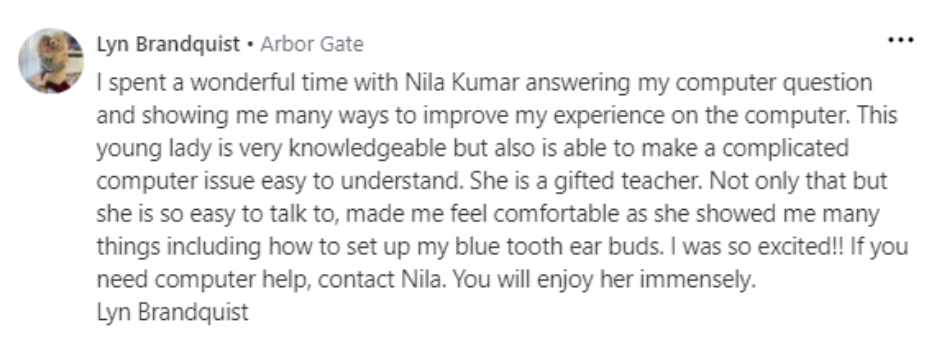 Lyn Brandquist • Arbor Gate
I spent a wonderful time with Nila Kumar answering my computer question
and showing me many ways to improve my experience on the computer. This
young lady is very knowledgeable but also is able to make a complicated
computer issue easy to understand. She is a gifted teacher. Not only that but
she is so easy to talk to, made me feel comfortable as she showed me many
things including how to set up my blue tooth ear buds. I was so excited!! If you
need computer help, contact Nila. You will enjoy her immensely.
Lyn Brandquist